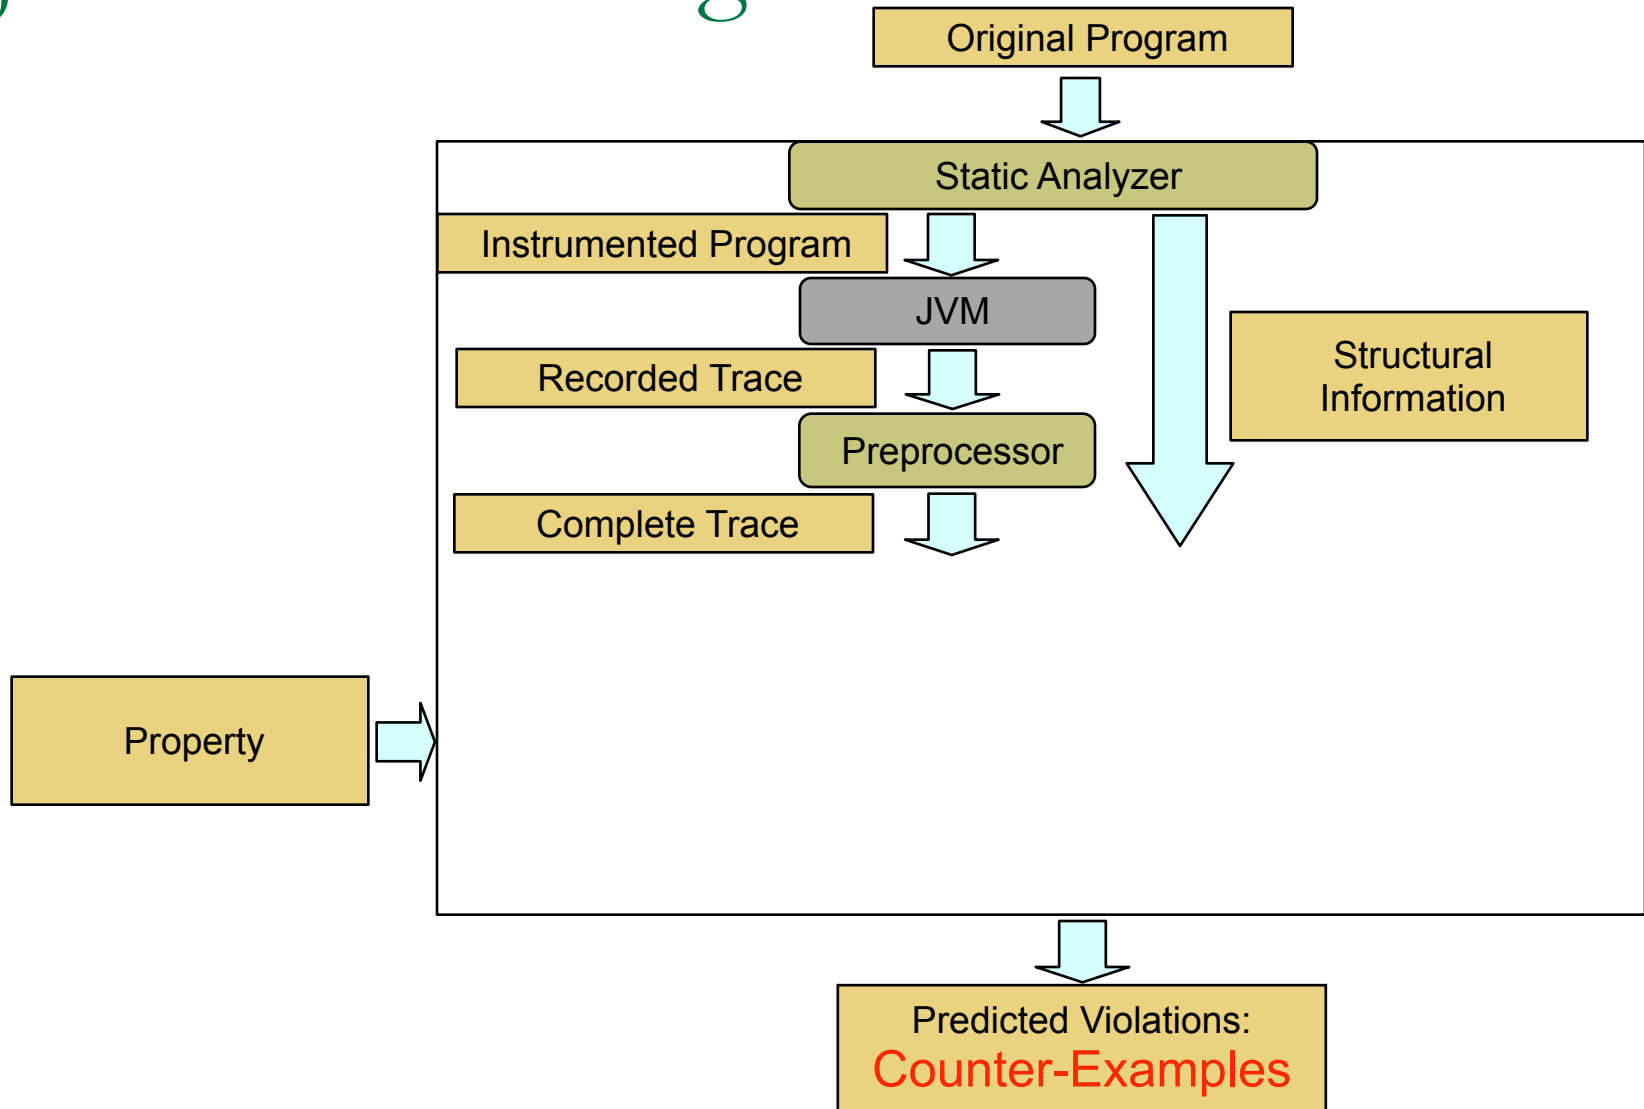 Original Program
Static Analyzer
Instrumented Program
JVM
Recorded Trace
Structural
Information
Preprocessor
Complete Trace
Property
Predicted Violations:
Counter-Examples